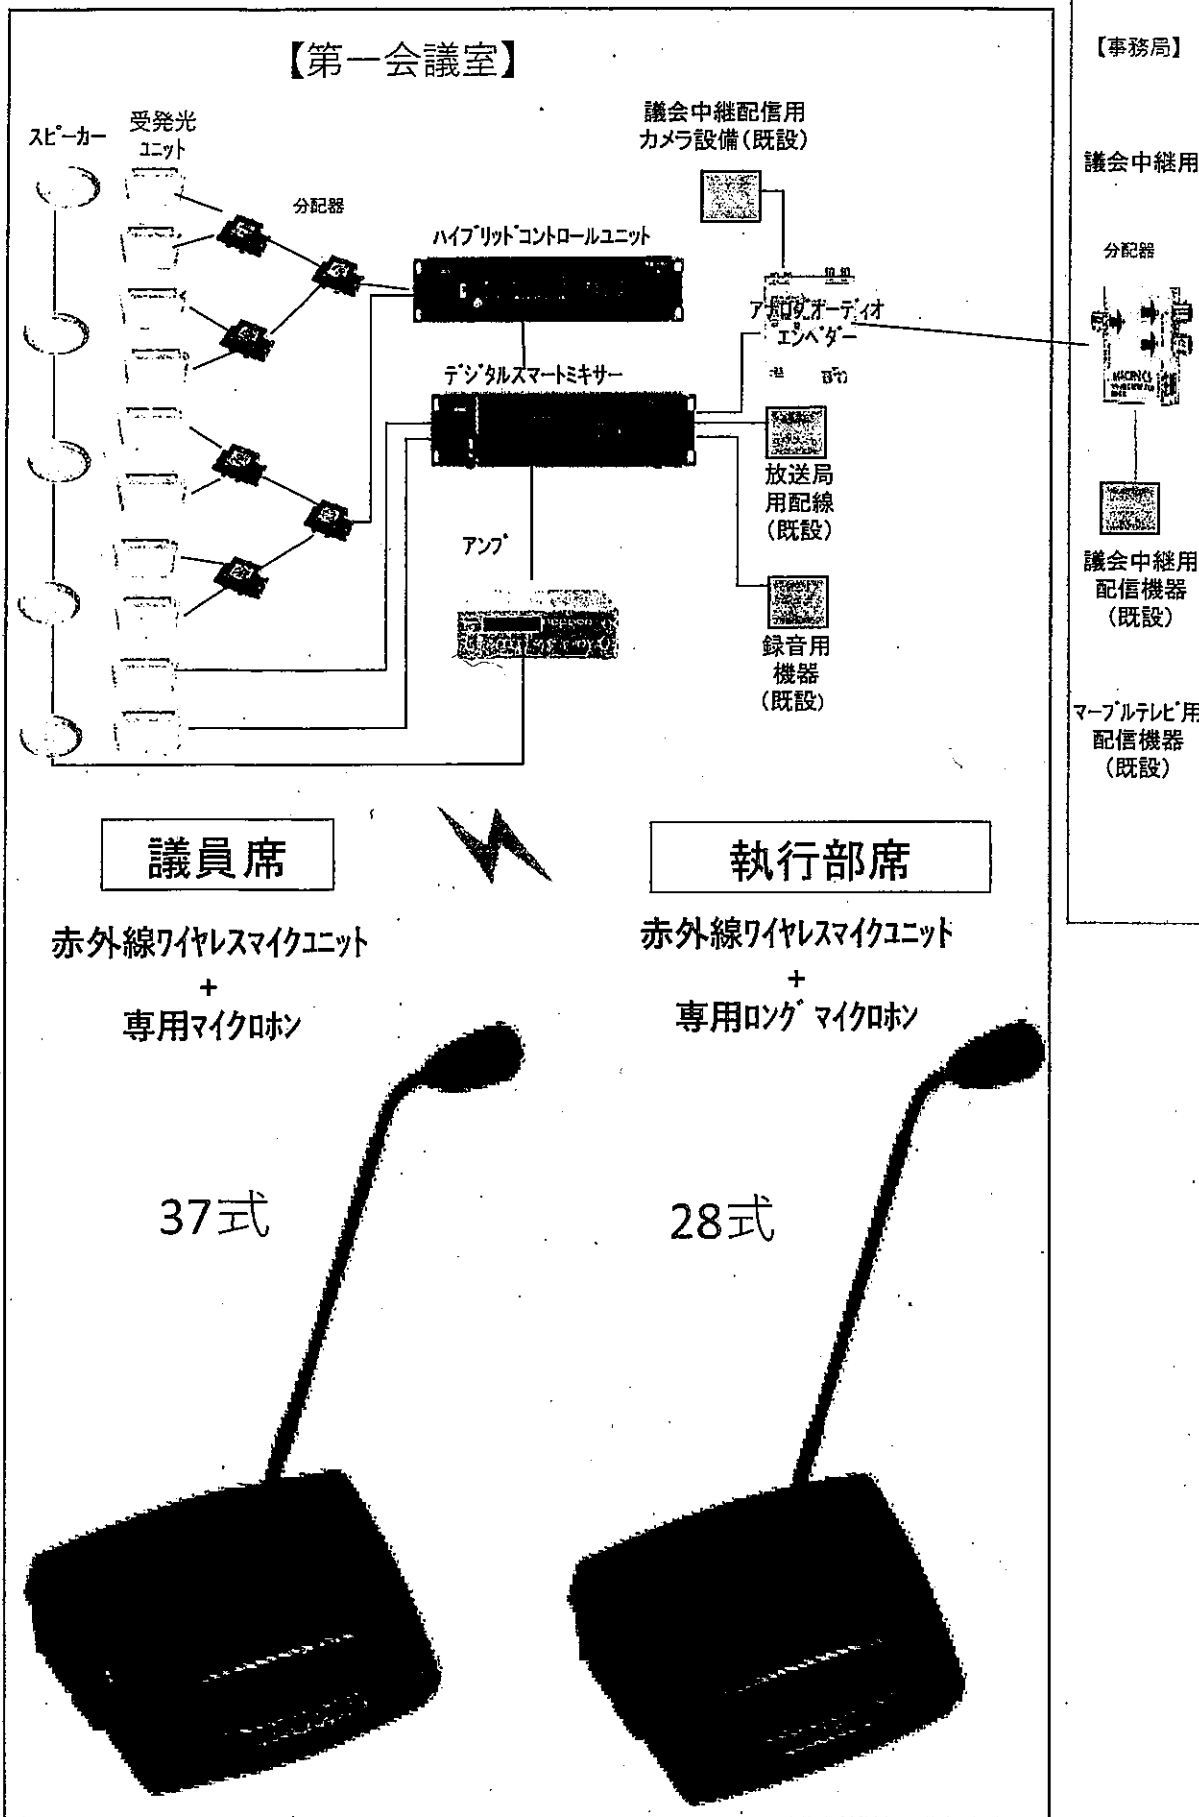 【第一会議室】
スピーカー
受発光
ユニット
分配器
ハイブリッドコントロールユニット
デジタルスマートミキサー
アンプ
議会中継配信用
カメラ設備(既設)
アナログオーディオ
エンベダー
放送局
用配線
(既設)
録音用
機器
(既設)
議員席
赤外線ワイヤレスマイクユニット
+
専用マイクロホン
37式
執行部席
赤外線ワイヤレスマイクユニット
+
専用ロングマイクロホン
28式
【事務局】
議会中継用
分配器
議会中継用
配信機器
(既設)
マーブルテレビ用
配信機器
(既設)